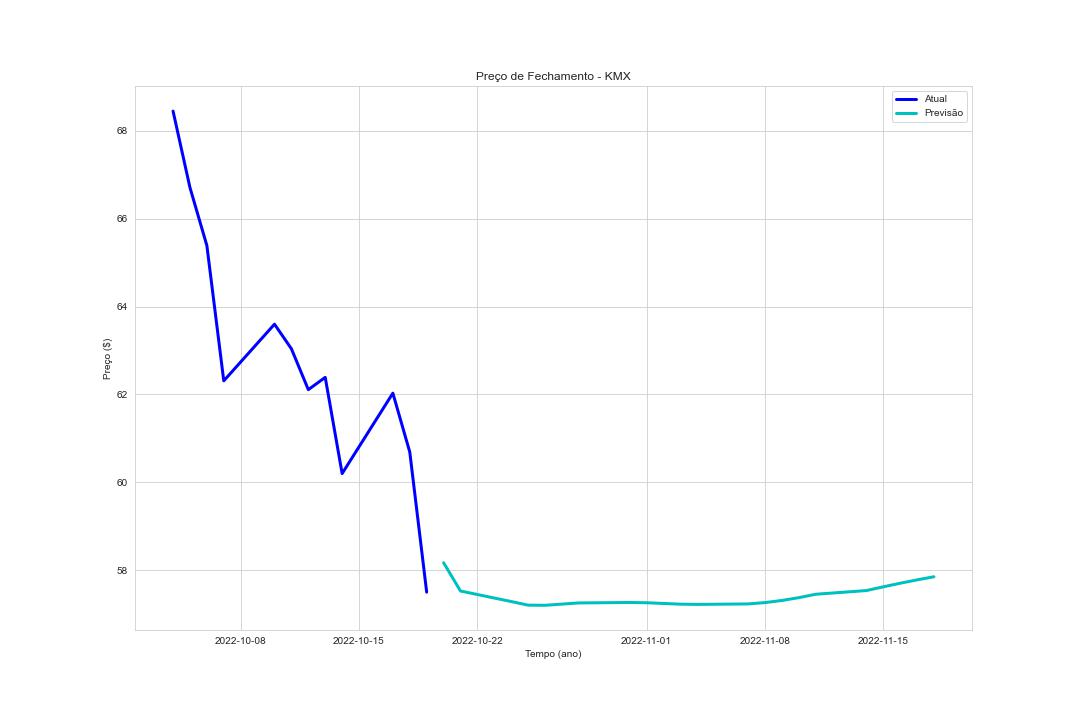 Preço de Fechamento - KMX
Atual
Previsão
68
66
64
62
60
58
Preço ($)
2022-10-08
2022-10-15
2022-10-22
2022-11-01
2022-11-08
2022-11-15
Tempo (ano)